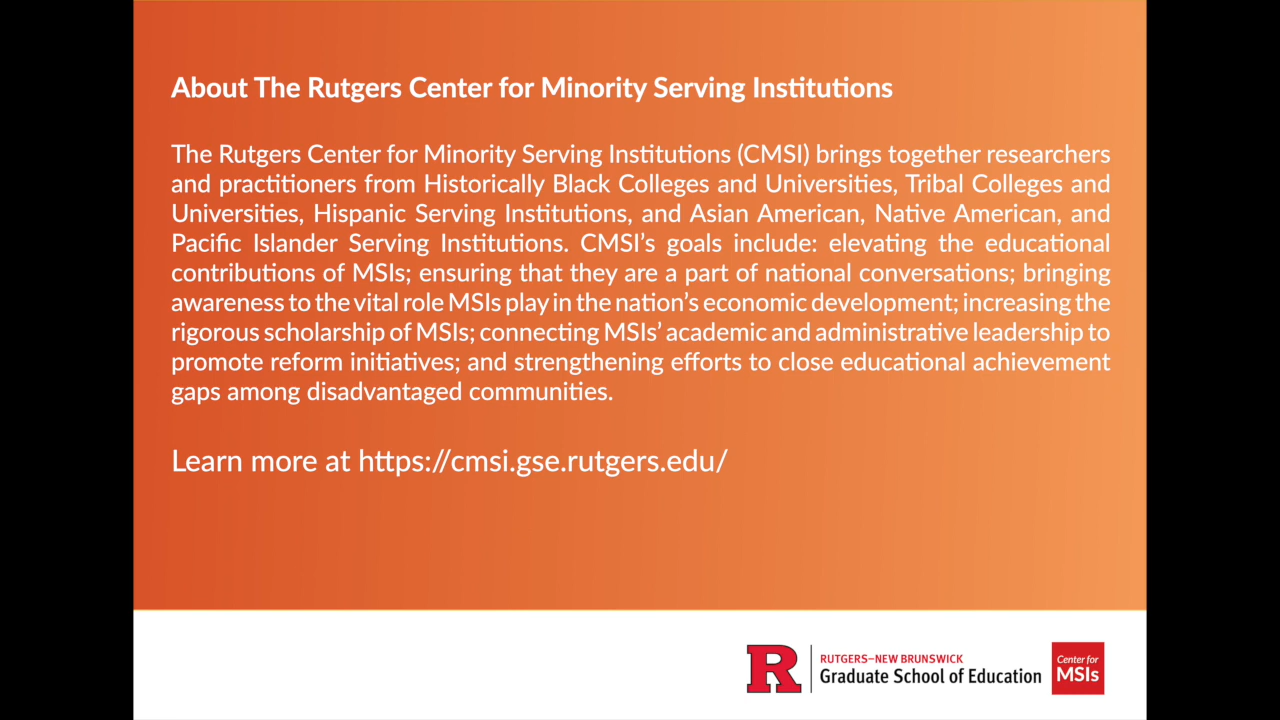 About The Rutgers Center for Minority Serving Institutions
The Rutgers Center for Minority Serving Institutions (CMSI) brings together researchers
and practitioners from Historically Black Colleges and Universities, Tribal Colleges and
Universities, Hispanic Serving Institutions, and Asian American, Native American, and
Pacific Islander Serving Institutions. CMSI’s goals include: elevating the educational
contributions of MSIs; ensuring that they are a part of national conversations; bringing
awareness to the vital role MSIs play in the nation’s economic development; increasing the
rigorous scholarship of MSIs; connecting MSIs’ academic and administrative leadership to
promote reform initiatives; and strengthening efforts to close educational achievement
gaps among disadvantaged communities.
Learn more at https://cmsi.gse.rutgers.edu/
R
RUTGERS–NEW BRUNSWICK
Graduate School of Education
Center for
MSIs